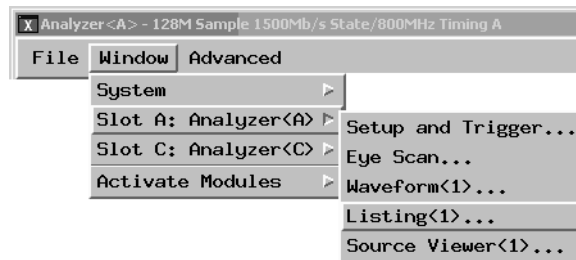 X Analyzer<A> - 128M Sample 1500Mb/s State/800MHz Timing A
File Window Advanced
System
Slot A: Analyzer<A>
Slot C: Analyzer<C>
Activate Modules
Setup and Trigger...
Eye Scan...
Waveform<1>...
Listing<1>...
Source Viewer<1>...